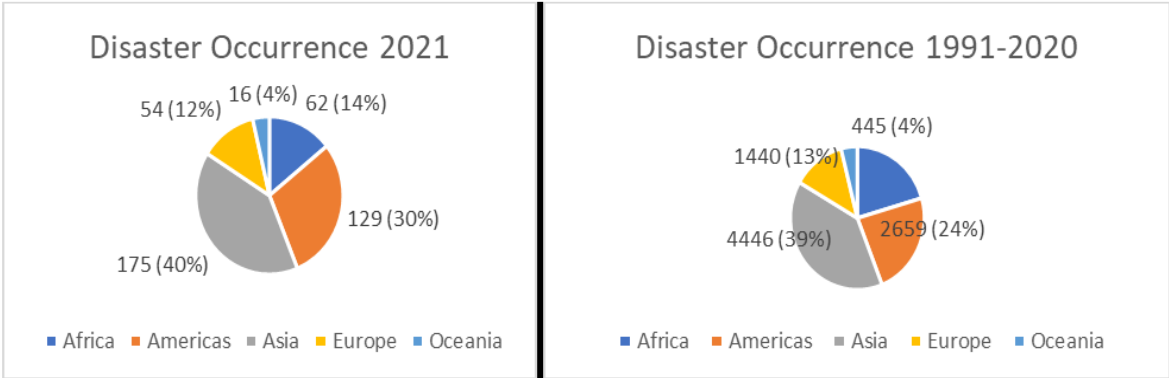 Disaster Occurrence 2021
16 (4%)
62 (14%)
54 (12%)
129 (30%)
175 (40%)
Africa Americas Asia Europe Oceania
Disaster Occurrence 1991-2020
445 (4%)
1440 (13%)
2659 (24%)
4446 (39%)
Africa Americas Asia Europe Oceania